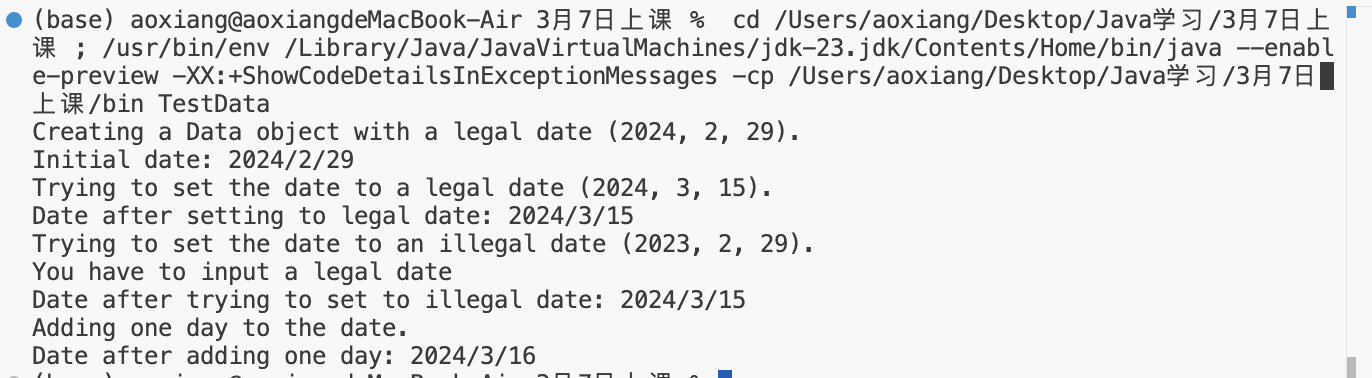 (base) aoxiang@aoxiangdeMacBook-Air 3月7日上课 %  cd /Users/aoxiang/Desktop/Java学习/3月7日上
课 ; /usr/bin/env /Library/Java/JavaVirtualMachines/jdk-23.jdk/Contents/Home/bin/java --enabl
e-preview -XX:+ShowCodeDetailsInExceptionMessages -cp /Users/aoxiang/Desktop/Java学习/3月7日
上课/bin TestData
Creating a Data object with a legal date (2024, 2, 29).
Initial date: 2024/2/29
Trying to set the date to a legal date (2024, 3, 15).
Date after setting to legal date: 2024/3/15
Trying to set the date to an illegal date (2023, 2, 29).
You have to input a legal date
Date after trying to set to illegal date: 2024/3/15
Adding one day to the date.
Date after adding one day: 2024/3/16